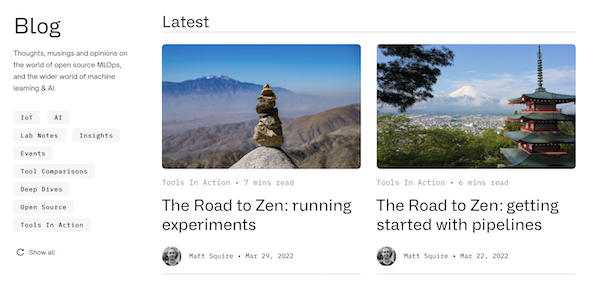 Blog
Thoughts, musings and opinions on
the world of open source MLOps,
and the wider world of machine
learning & AI.
IoT
AI
Lab Notes
Insights
Events
Tool Comparisons
Deep Dives
Open Source
Tools In Action
Show all
Latest
Tools In Action • 7 mins read
The Road to Zen: running
experiments
Matt Squire • Mar 29, 2022
Tools In Action • 6 mins read
The Road to Zen: getting
started with pipelines
Matt Squire • Mar 22, 2022